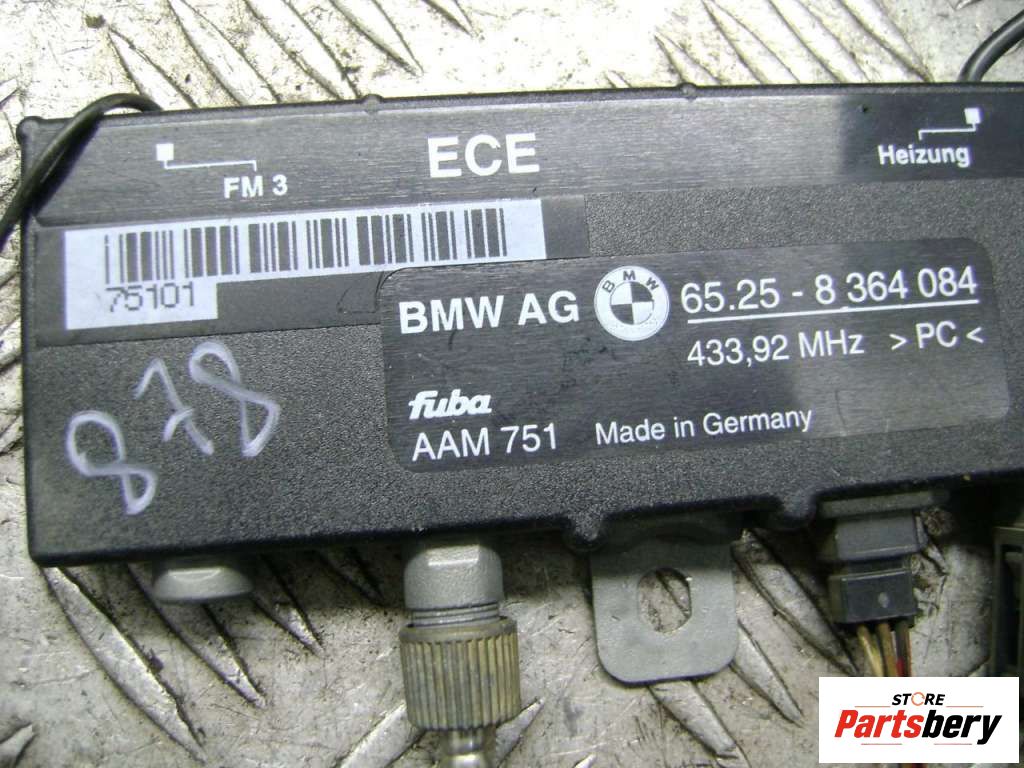 ECE
Heizung
FM 3
75101
BMW AG BMW 65.25 - 8 364 084
433,92 MHz > PC <
fuba
AAM 751 Made in Germany
878
STORE
Partsbery